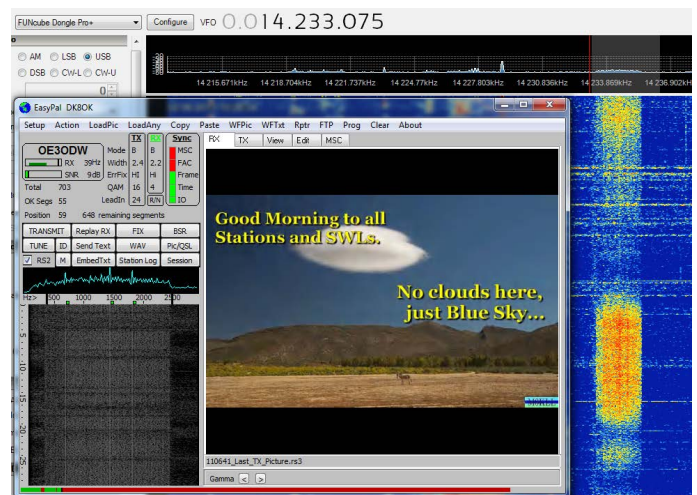 FUNcube Dongle Pro+
Configure
VFO 0.014.233.075
AM LSB USB
DSB CW-L CW-U
0
14 215.671kHz 14 218.704kHz 14 221.737kHz 14 224.77kHz 14 227.803kHz 14 230.836kHz 14 233.869kHz 14 236.902kH
EasyPal DK8OK
Setup Action LoadPic LoadAny Copy Paste WFPic WFTxt Rptr FTP Prog Clear About
TX RX Sync
RX TX View Edit MSC
OE3ODW
Mode B B MSC
RX 39Hz Width 2.4 2.2 FAC
SNR 9dB ErrFix HI Hi Frame
Total 703 QAM 16 4 Time
OK Segs 55 LeadIn 24 R/N IO
Position 59 648 remaining segments
TRANSMIT Replay RX FIX BSR
TUNE ID Send Text WAV Pic/QSL
RS2 M EmbedTxt Station Log Session
Hz> 500 1000 1500 2000 2500
Good Morning to all
Stations and SWLs.
No clouds here,
just Blue Sky...
110641_Last_TX_Picture.rs3
Gamma < >